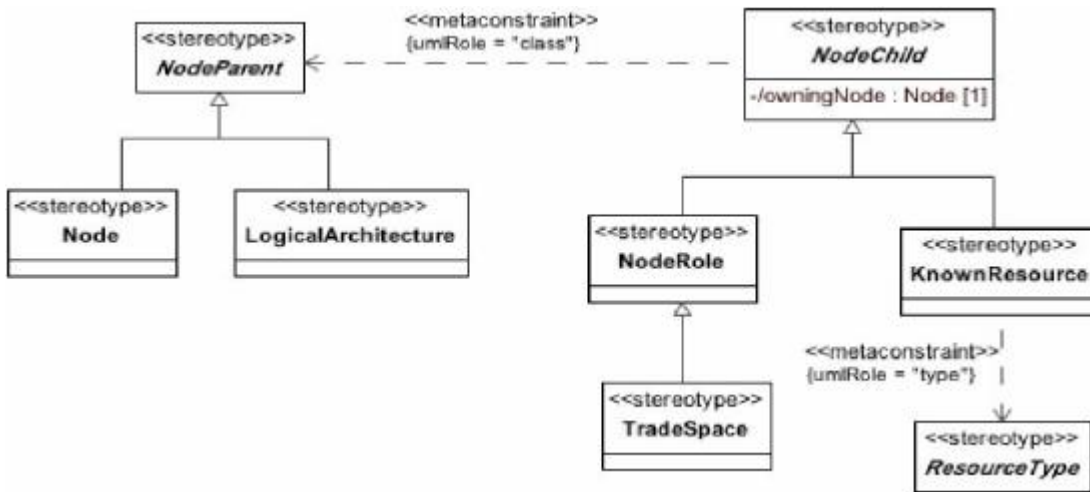 <<metaconstraint>>
{umlRole = "class"}
<<stereotype>>
NodeParent
<<stereotype>>
NodeChild
-/owningNode : Node [1]
<<stereotype>>
Node
<<stereotype>>
LogicalArchitecture
<<stereotype>>
NodeRole
<<stereotype>>
KnownResource
<<metaconstraint>>
{umlRole = "type"}
<<stereotype>>
TradeSpace
<<stereotype>>
ResourceType